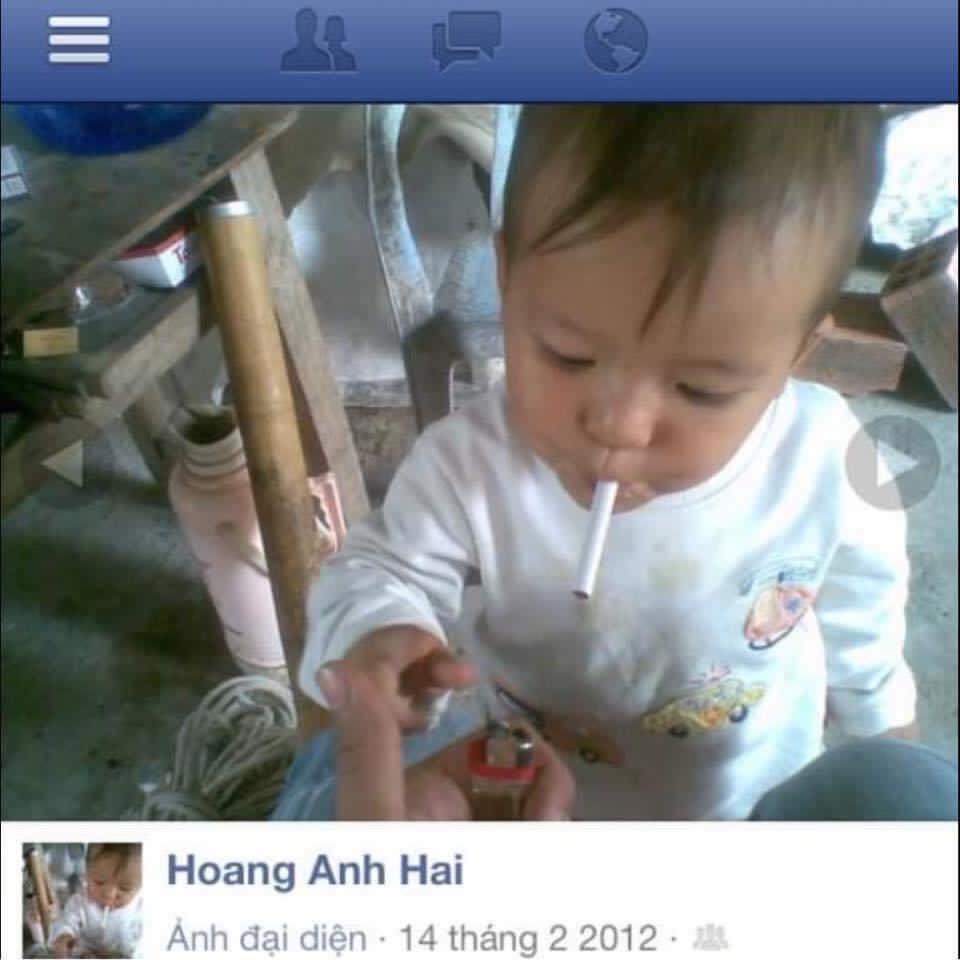 Hoang Anh Hai
Ảnh đại diện · 14 tháng 2 2012 ·